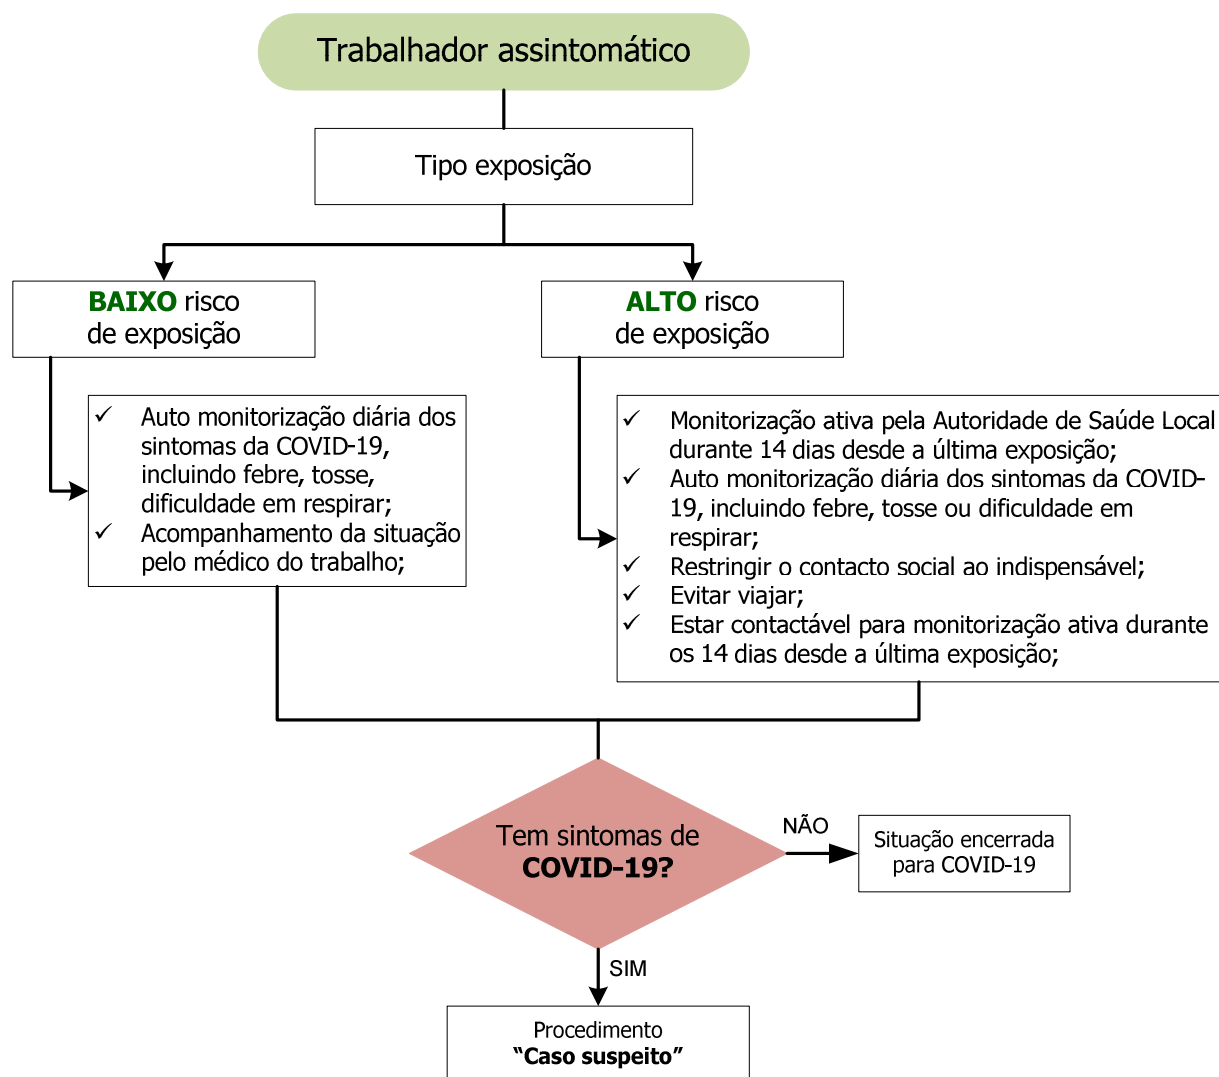 Trabalhador assintomático
Tipo exposição
BAIXO risco
de exposição
ALTO risco
de exposição
✓ Auto monitorização diária dos
sintomas da COVID-19,
incluindo febre, tosse,
dificuldade em respirar;
✓ Acompanhamento da situação
pelo médico do trabalho;
✓ Monitorização ativa pela Autoridade de Saúde Local
durante 14 dias desde a última exposição;
✓ Auto monitorização diária dos sintomas da COVID-
19, incluindo febre, tosse ou dificuldade em
respirar;
✓ Restringir o contacto social ao indispensável;
✓ Evitar viajar;
✓ Estar contactável para monitorização ativa durante
os 14 dias desde a última exposição;
Tem sintomas de
COVID-19?
NÃO
Situação encerrada
para COVID-19
SIM
Procedimento
“Caso suspeito”